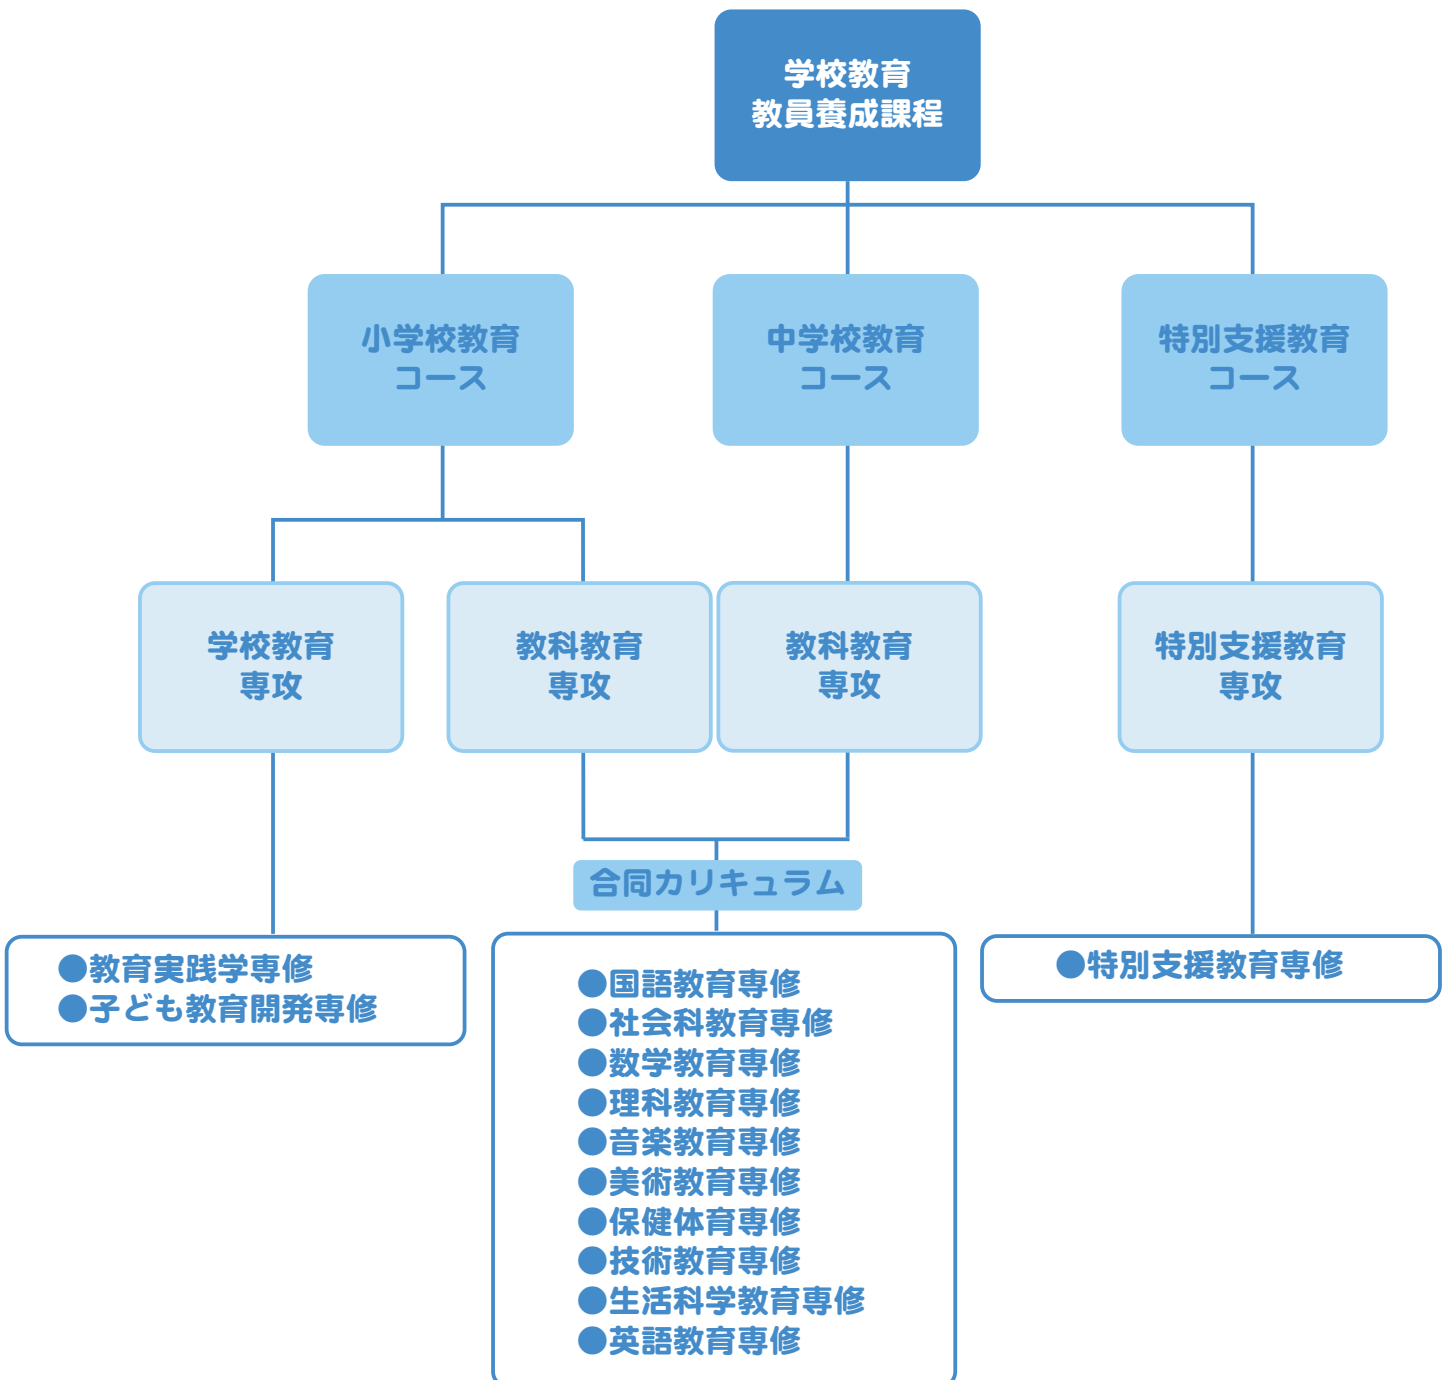 学校教育
教員養成課程
小学校教育
コース
中学校教育
コース
特別支援教育
コース
学校教育
専攻
教科教育
専攻
教科教育
専攻
特別支援教育
専攻
合同カリキュラム
●教育実践学専修
●子ども教育開発専修
●国語教育専修
●社会科教育専修
●数学教育専修
●理科教育専修
●音楽教育専修
●美術教育専修
●保健体育専修
●技術教育専修
●生活科学教育専修
●英語教育専修
●特別支援教育専修